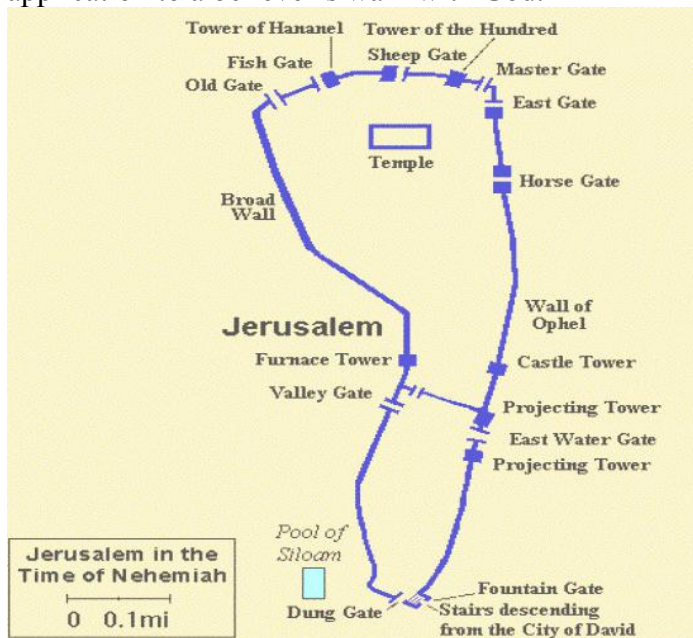 Tower of Hananel
Tower of the Hundred
Sheep Gate
Fish Gate
Master Gate
Old Gate
East Gate
Temple
Horse Gate
Broad
Wall
Wall of
Ophel
Jerusalem
Furnace Tower
Castle Tower
Valley Gate
Projecting Tower
East Water Gate
Projecting Tower
Pool of
Siloam
Jerusalem in the
Time of Nehemiah
0 0.1mi
Fountain Gate
Dung Gate
Stairs descending
from the City of David